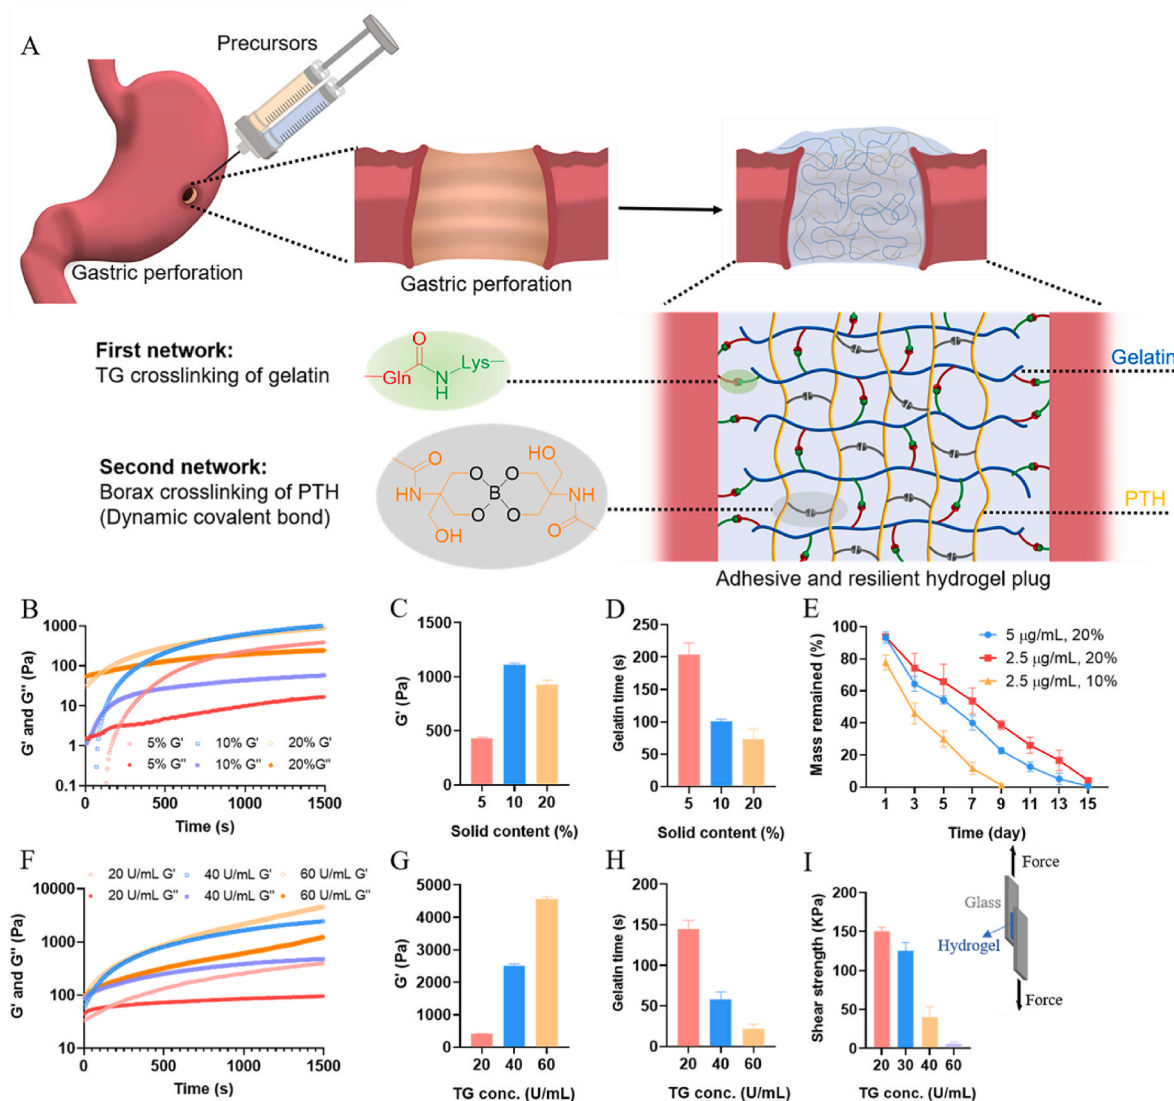 A
Precursors
Gastric perforation
Gastric perforation
First network:
TG crosslinking of gelatin
O
Gln
N
H
Lys
Gelatin
Second network:
Borax crosslinking of PTH
(Dynamic covalent bond)
O
NH
OH
O
O
B
O
O
HO
NH
O
PTH
Adhesive and resilient hydrogel plug
B
G' and G" (Pa)
1000
100
10
1
0.1
5% G' 10% G' 20% G'
5% G" 10% G" 20%G"
0 500 1000 1500
Time (s)
C
G' (Pa)
1500
1000
500
0
5 10 20
Solid content (%)
D
Gelatin time (s)
250
200
150
100
50
0
5 10 20
Solid content (%)
E
Mass remained (%)
100
80
60
40
20
0
5 μg/mL, 20%
2.5 μg/mL, 20%
2.5 μg/mL, 10%
1 3 5 7 9 11 13 15
Time (day)
F
20 U/mL G' 40 U/mL G' 60 U/mL G'
20 U/mL G" 40 U/mL G" 60 U/mL G"
G' and G" (Pa)
10000
1000
100
10
0 500 1000 1500
Time (s)
G
G' (Pa)
5000
4000
3000
2000
1000
0
20 40 60
TG conc. (U/mL)
H
Gelatin time (s)
200
150
100
50
0
20 40 60
TG conc. (U/mL)
I
Shear strength (KPa)
200
150
100
50
0
20 30 40 60
TG conc. (U/mL)
Force
Glass
Hydrogel
Force